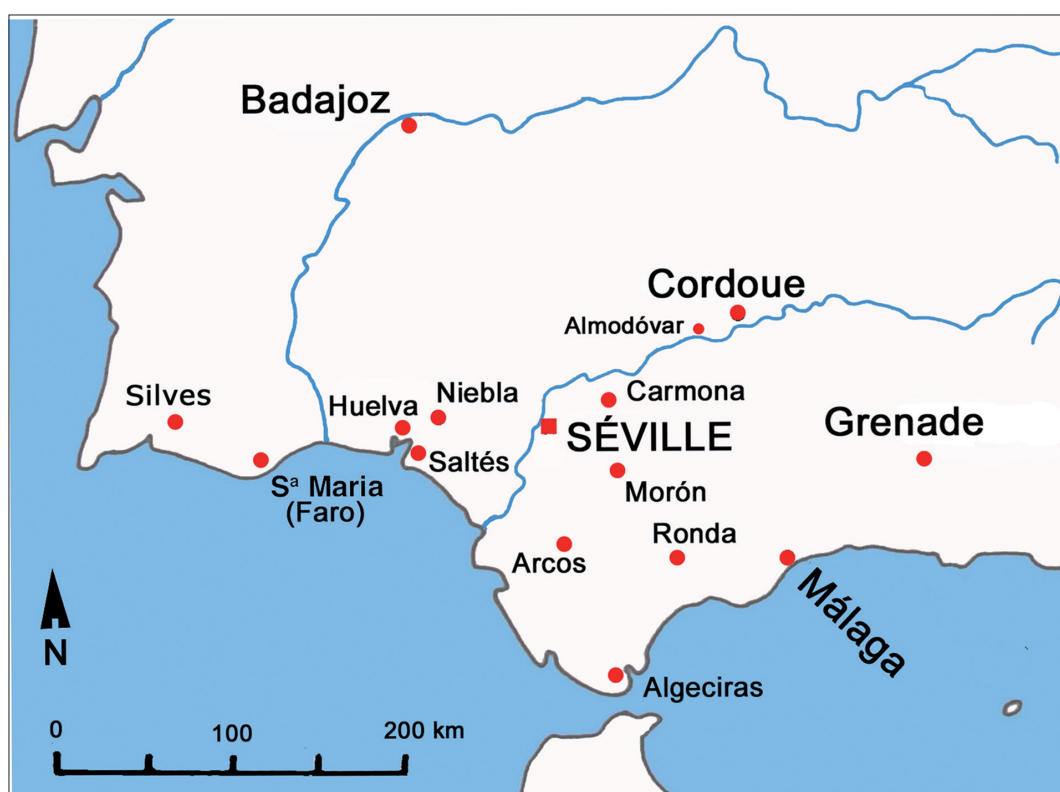 Badajoz
Cordoue
Almodóvar
Silves
Huelva
Niebla
Carmona
Grenade
SÉVILLE
Saltés
Sª Maria
(Faro)
Morón
Arcos
Ronda
Málaga
Algeciras
N
0 100 200 km